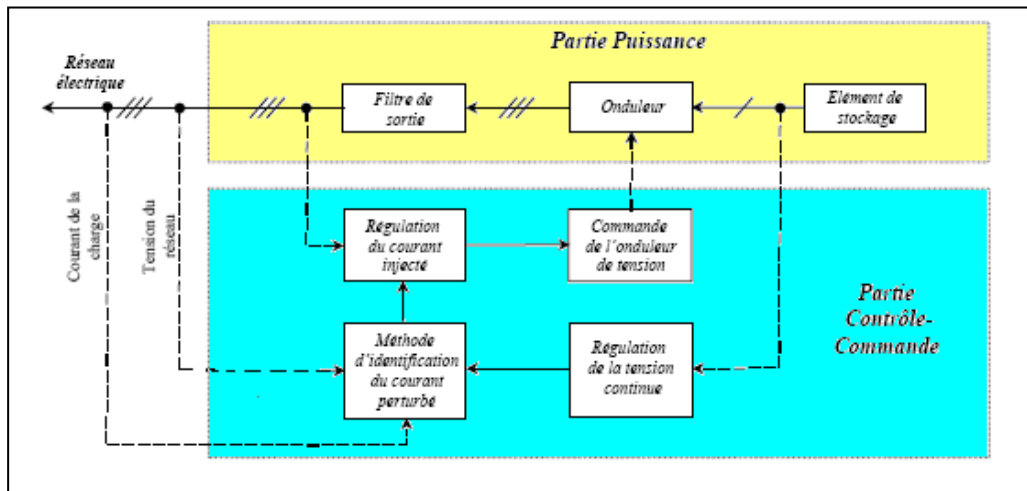 Partie Puissance
Réseau
électrique
Filtre de
sortie
Onduleur
Elément de
stockage
Courant de la
charge
Tension du
réseau
Régulation
du courant
injecté
Commande
de l'onduleur
de tension
Partie
Contrôle-
Commande
Méthode
d'identification
du courant
perturbé
Régulation
de la tension
continue